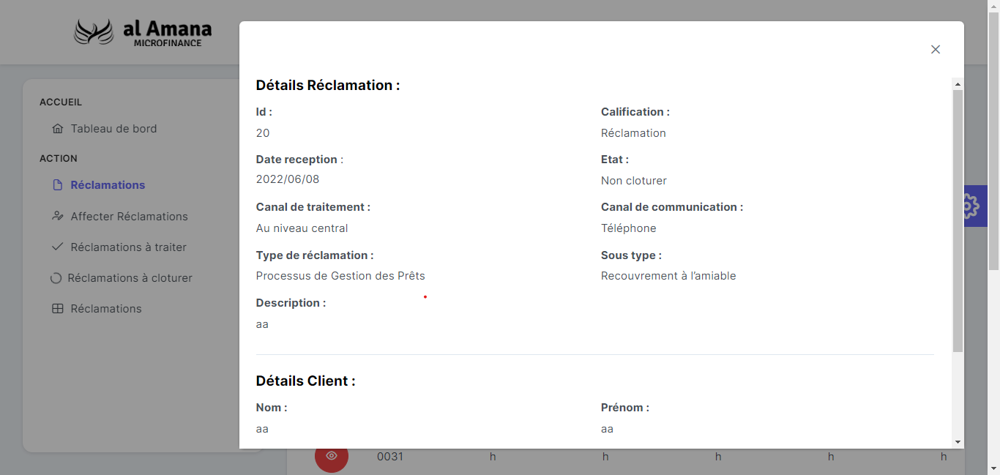 al Amana
MICROFINANCE
ACCUEIL
Tableau de bord
ACTION
Réclamations
Affecter Réclamations
Réclamations à traiter
Réclamations à cloturer
Réclamations
Détails Réclamation :
Id :
20
Calification :
Réclamation
Date reception :
2022/06/08
Etat :
Non cloturer
Canal de traitement :
Au niveau central
Canal de communication :
Téléphone
Type de réclamation :
Processus de Gestion des Prêts
Sous type :
Recouvrement à l’amiable
Description :
aa
Détails Client :
Nom :
aa
Prénom :
aa
0031 h h h h h